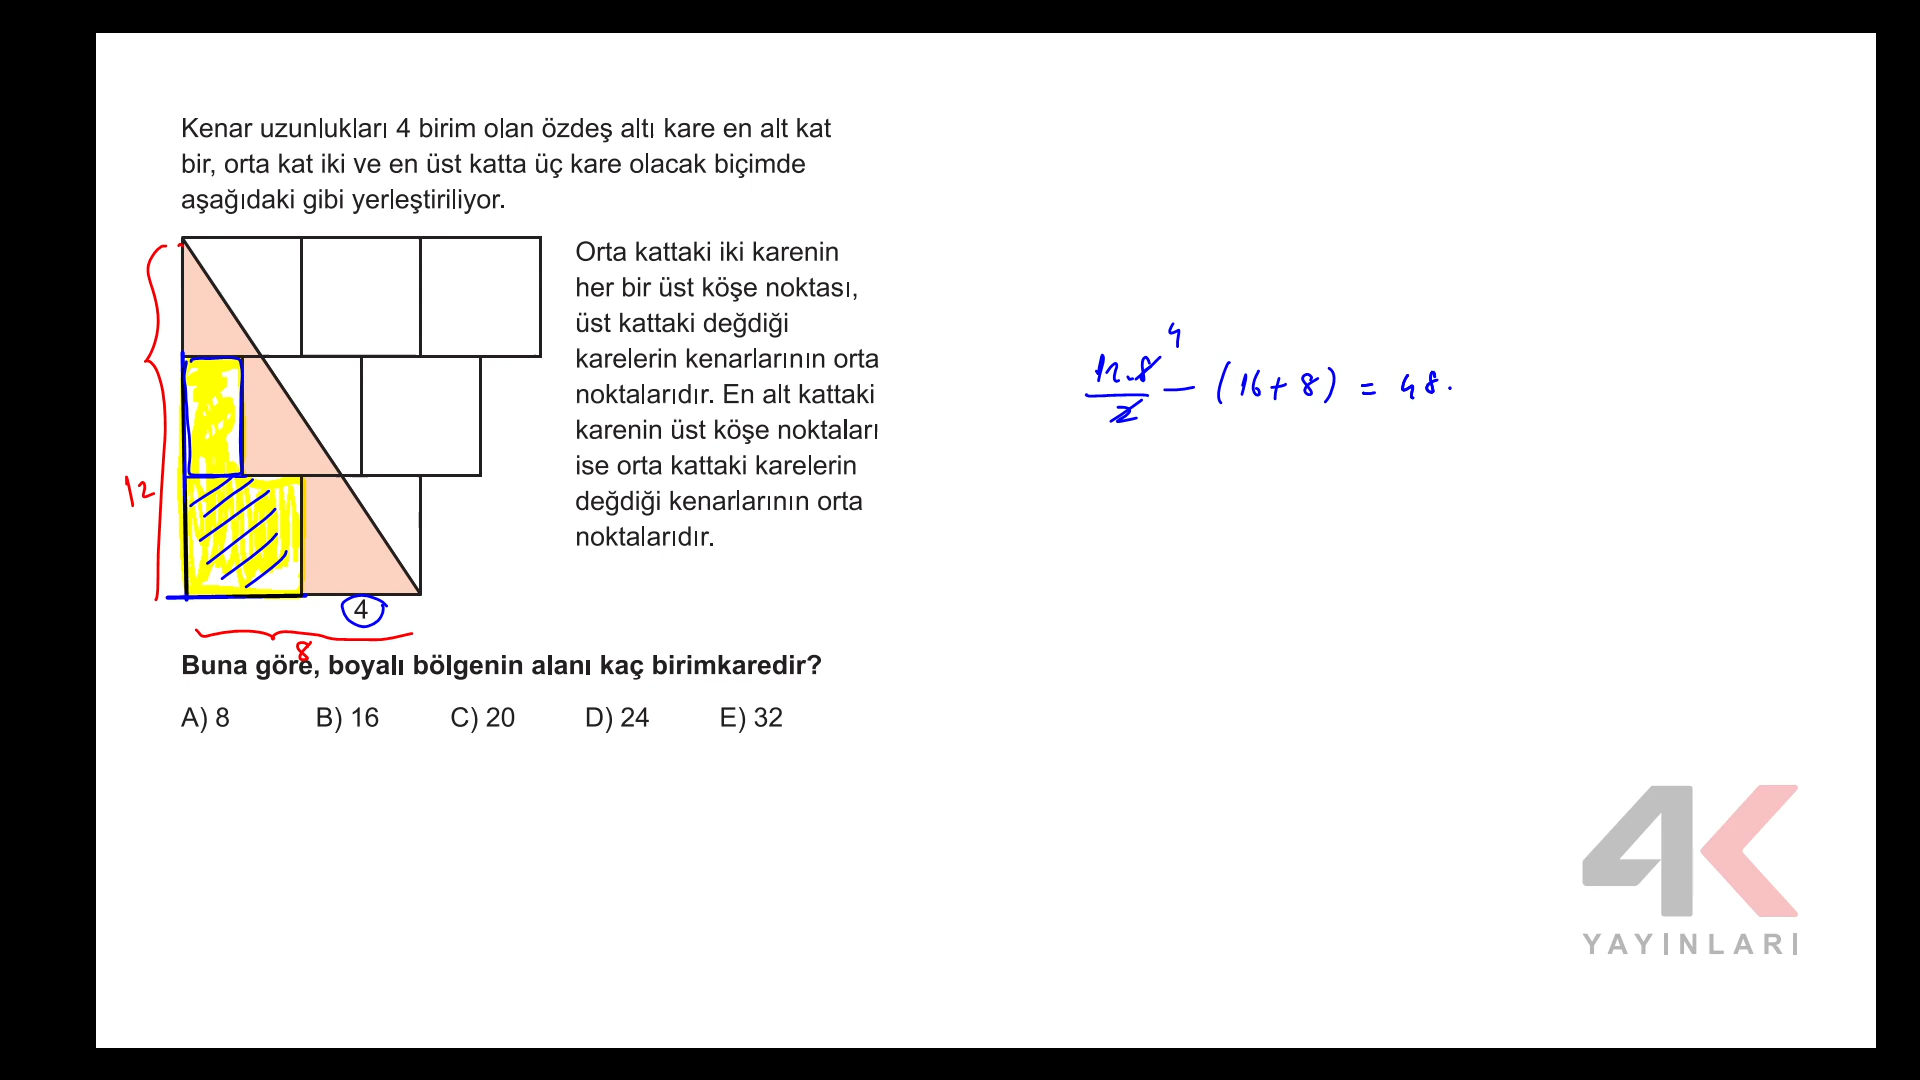 Kenar uzunlukları 4 birim olan özdeş altı kare en alt kat
bir, orta kat iki ve en üst katta üç kare olacak biçimde
aşağıdaki gibi yerleştiriliyor.
Orta kattaki iki karenin
her bir üst köşe noktası,
üst kattaki değdiği
karelerin kenarlarının orta
noktalarıdır. En alt kattaki
karenin üst köşe noktaları
ise orta kattaki karelerin
değdiği kenarlarının orta
noktalarıdır.
12
4
8
Buna göre, boyalı bölgenin alanı kaç birimkaredir?
A) 8 B) 16 C) 20 D) 24 E) 32
4
12.8
2
- (16+8) = 48.
4K
YAYINLARI